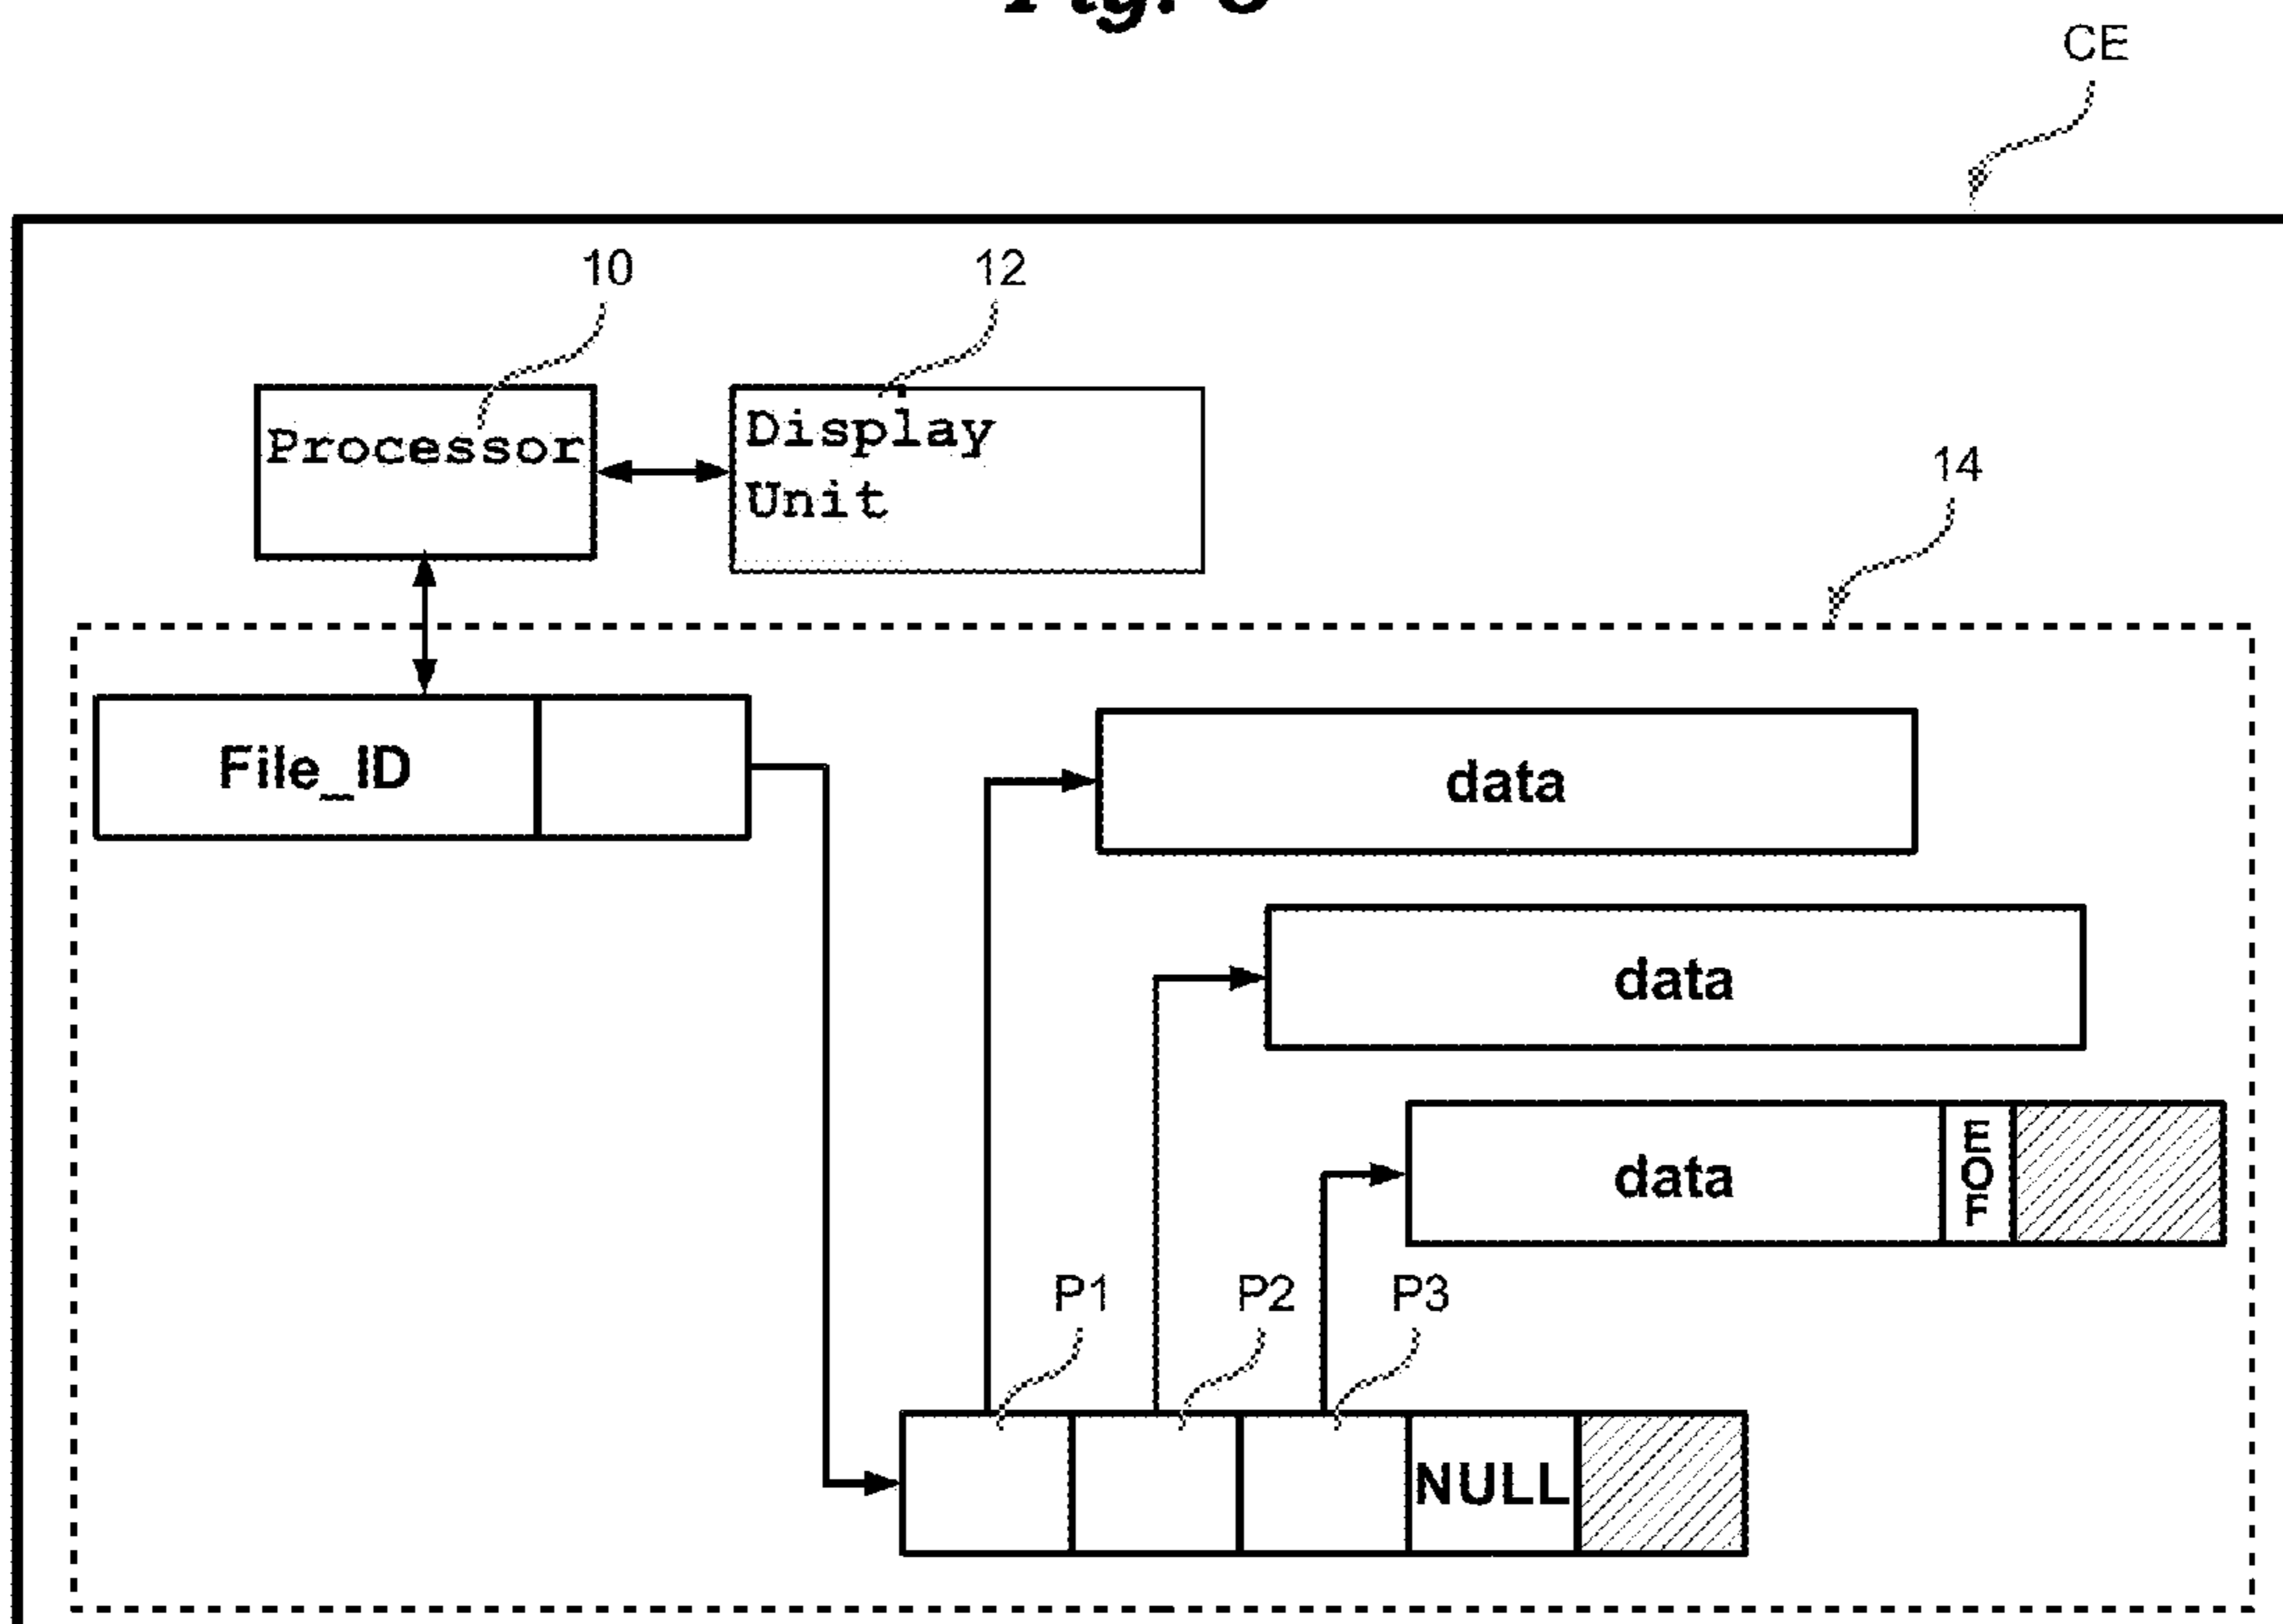 CE
10
12
Processor
Display
Unit
14
File_ID
data
data
data
EOF
P1
P2
P3
NULL